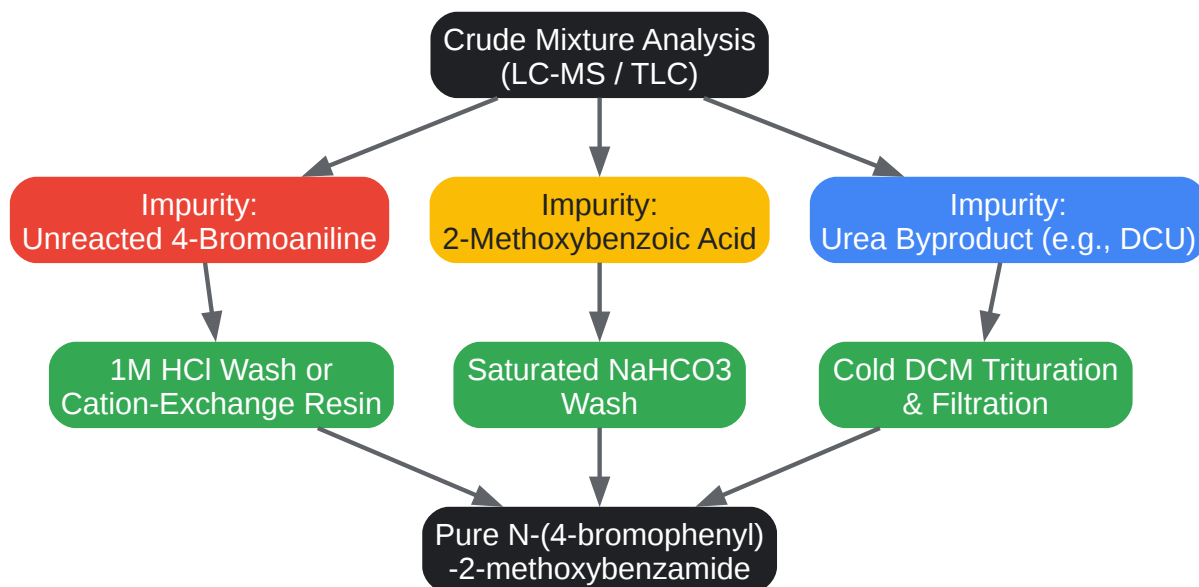 Crude Mixture Analysis
(LC-MS / TLC)
Impurity:
Unreacted 4-Bromoaniline
Impurity:
2-Methoxybenzoic Acid
Impurity:
Urea Byproduct (e.g., DCU)
1M HCl Wash or
Cation-Exchange Resin
Saturated NaHCO3
Wash
Cold DCM Trituration
& Filtration
Pure N-(4-bromophenyl)
-2-methoxybenzamide